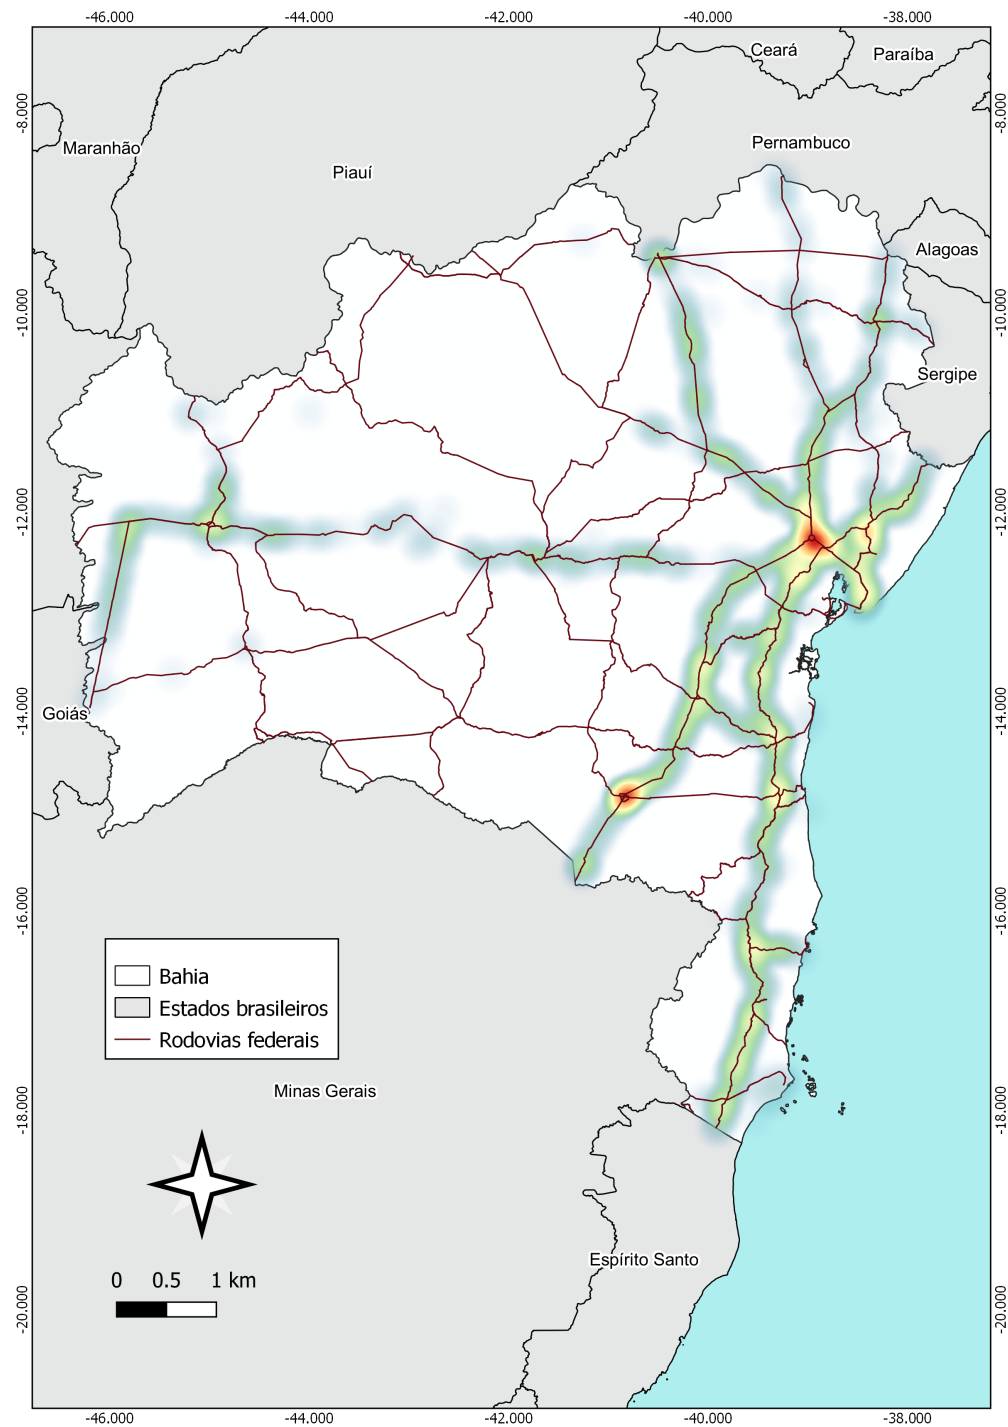 -46.000 -44.000 -42.000 -40.000 -38.000
Ceará
Paraíba
-8.000 -8.000
Pernambuco
Maranhão
Piauí
Alagoas
-10.000 -10.000
Sergipe
-12.000 -12.000
-14.000 -14.000
Goiás
-16.000 -16.000
Bahia
Estados brasileiros
Rodovias federais
Minas Gerais
-18.000 -18.000
Espírito Santo
0 0.5 1 km
-20.000 -20.000
-46.000 -44.000 -42.000 -40.000 -38.000